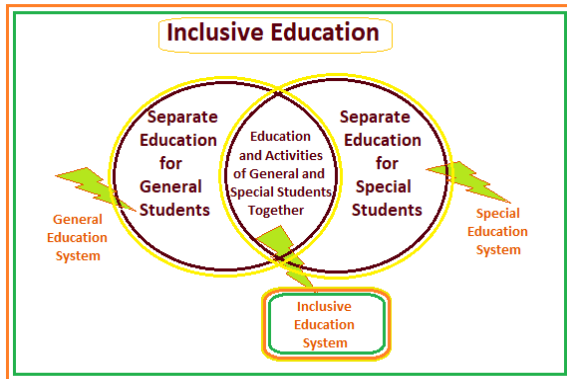 Inclusive Education
Separate
Education
for
General
Students
Education
and Activities
of General and
Special Students
Together
Separate
Education
for
Special
Students
General
Education
System
Special
Education
System
Inclusive
Education
System